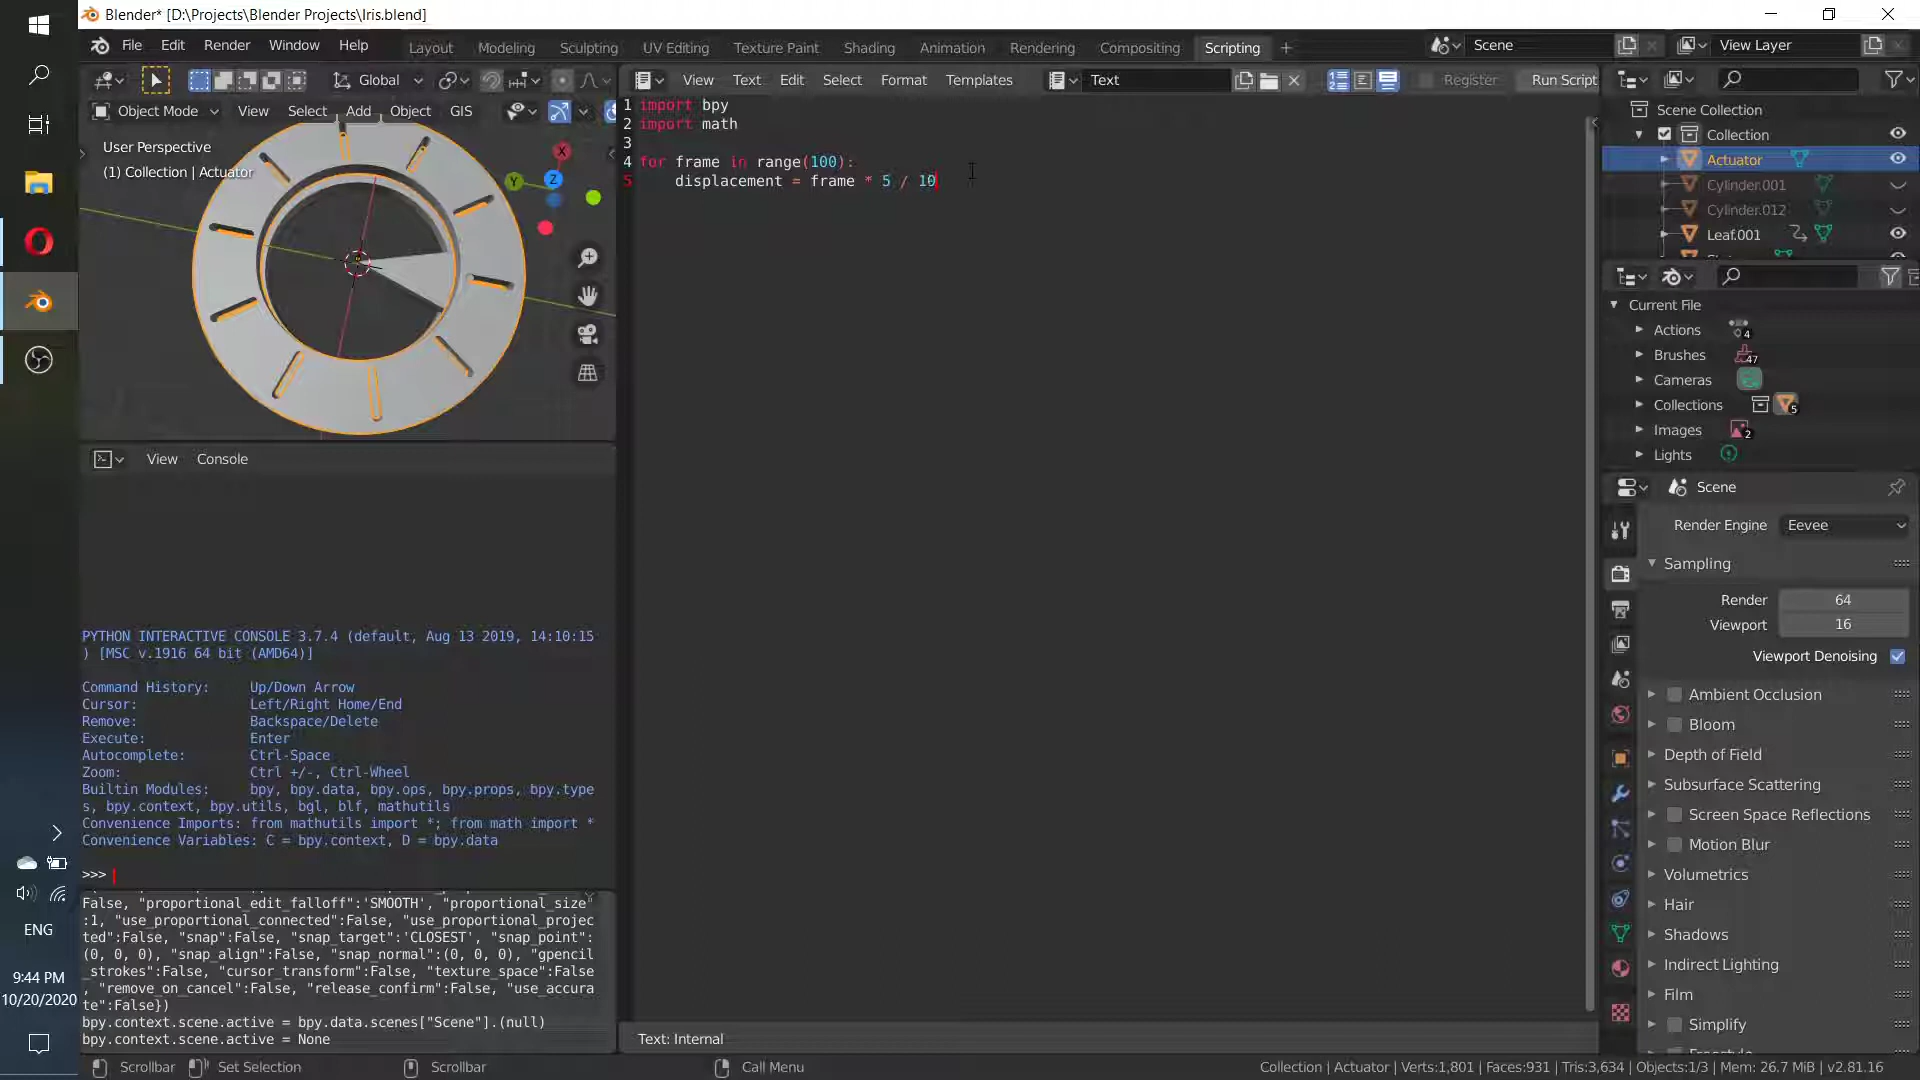 Blender* [D:\Projects\Blender Projects\Iris.blend]
File Edit Render Window Help
Layout Modeling Sculpting UV Editing Texture Paint Shading Animation Rendering Compositing Scripting
Scene
View Layer
Global
View Text Edit Select Format Templates
Text
Register
Run Script
Object Mode View Select Add Object GIS
User Perspective
(1) Collection | Actuator
X
Y
Z
1 import bpy
2 import math
3
4 for frame in range(100):
5 displacement = frame * 5 / 10
Scene Collection
Collection
Actuator
Cylinder.001
Cylinder.012
Leaf.001
Current File
Actions 4
Brushes 47
Cameras
Collections 5
Images 2
Lights
Scene
Render Engine Eevee
Sampling
Render 64
Viewport 16
Viewport Denoising
Ambient Occlusion
Bloom
Depth of Field
Subsurface Scattering
Screen Space Reflections
Motion Blur
Volumetrics
Hair
Shadows
Indirect Lighting
Film
Simplify
View Console
PYTHON INTERACTIVE CONSOLE 3.7.4 (default, Aug 13 2019, 14:10:15
) [MSC v.1916 64 bit (AMD64)]
Command History: Up/Down Arrow
Cursor: Left/Right Home/End
Remove: Backspace/Delete
Execute: Enter
Autocomplete: Ctrl-Space
Zoom: Ctrl +/-, Ctrl-Wheel
Builtin Modules: bpy, bpy.data, bpy.ops, bpy.props, bpy.type
s, bpy.context, bpy.utils, bgl, blf, mathutils
Convenience Imports: from mathutils import *; from math import *
Convenience Variables: C = bpy.context, D = bpy.data
>>>
False, "proportional_edit_falloff":'SMOOTH', "proportional_size"
:1, "use_proportional_connected":False, "use_proportional_projec
ted":False, "snap":False, "snap_target":'CLOSEST', "snap_point":
(0, 0, 0), "snap_align":False, "snap_normal":(0, 0, 0), "gpencil
_strokes":False, "cursor_transform":False, "texture_space":False
, "remove_on_cancel":False, "release_confirm":False, "use_accura
te":False})
bpy.context.scene.active = bpy.data.scenes["Scene"].(null)
bpy.context.scene.active = None
Text: Internal
ENG
9:44 PM
10/20/2020
Scrollbar Set Selection Scrollbar Call Menu
Collection | Actuator | Verts:1,801 | Faces:931 | Tris:3,634 | Objects:1/3 | Mem: 26.7 MiB | v2.81.16